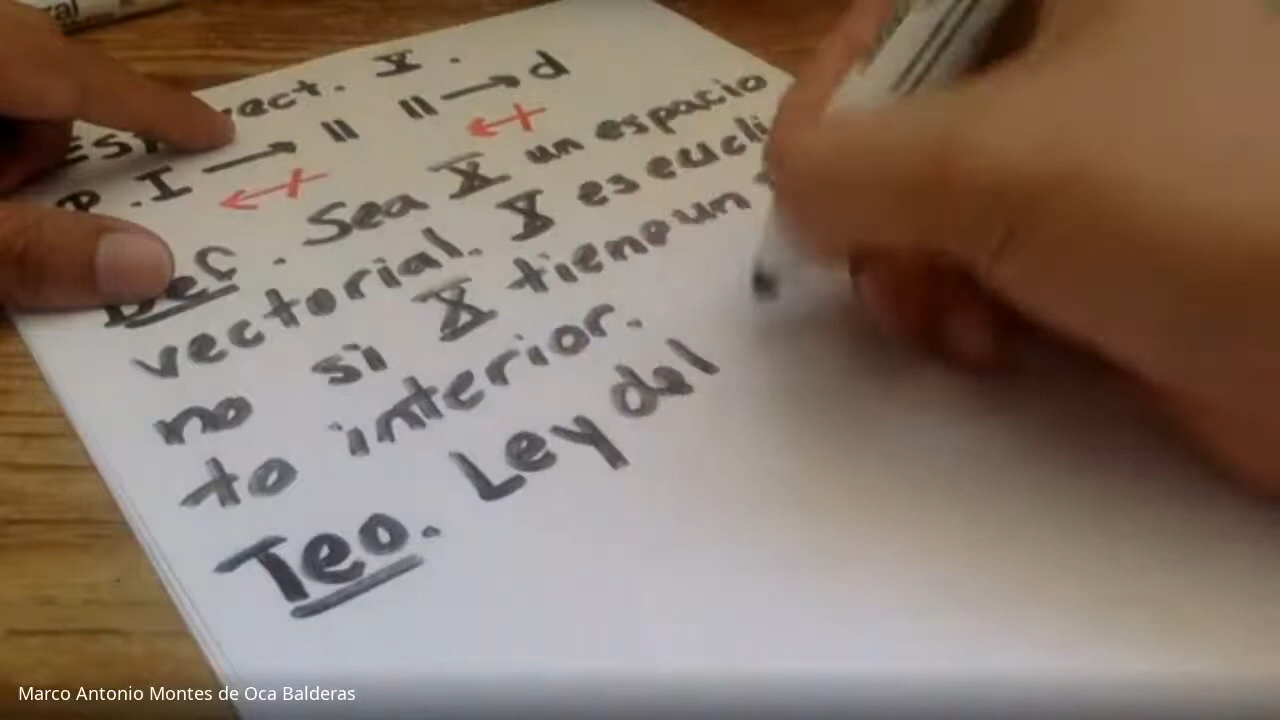 ral
vect. X.
P.I → || || → d
Def. Sea X un espacio
vectorial. X es eucli
no si X tiene un
to interior.
Teo. Ley del
Marco Antonio Montes de Oca Balderas